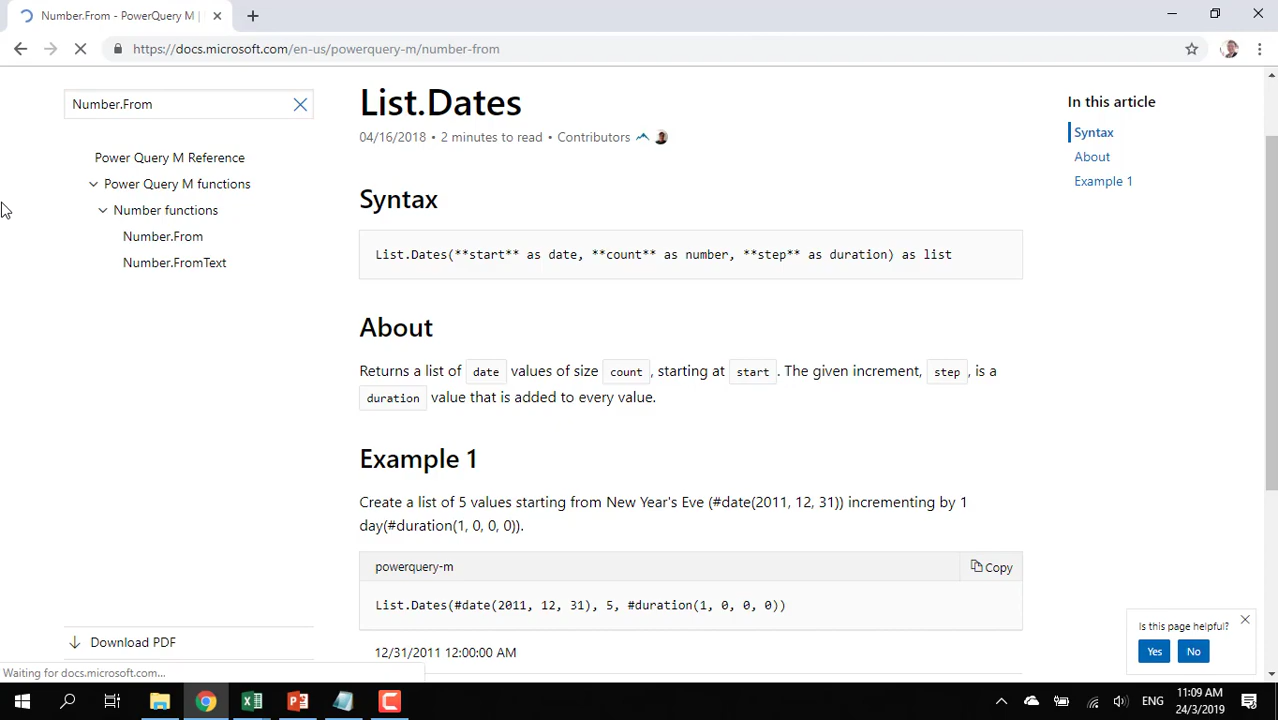 Number.From - PowerQuery M |
https://docs.microsoft.com/en-us/powerquery-m/number-from
Number.From
Power Query M Reference
Power Query M functions
Number functions
Number.From
Number.FromText
Download PDF
List.Dates
04/16/2018 • 2 minutes to read • Contributors
Syntax
List.Dates(**start** as date, **count** as number, **step** as duration) as list
About
Returns a list of date values of size count, starting at start. The given increment, step, is a
duration value that is added to every value.
Example 1
Create a list of 5 values starting from New Year's Eve (#date(2011, 12, 31)) incrementing by 1
day(#duration(1, 0, 0, 0)).
powerquery-m
Copy
List.Dates(#date(2011, 12, 31), 5, #duration(1, 0, 0, 0))
12/31/2011 12:00:00 AM
In this article
Syntax
About
Example 1
Is this page helpful?
Yes No
Waiting for docs.microsoft.com...
ENG
11:09 AM
24/3/2019